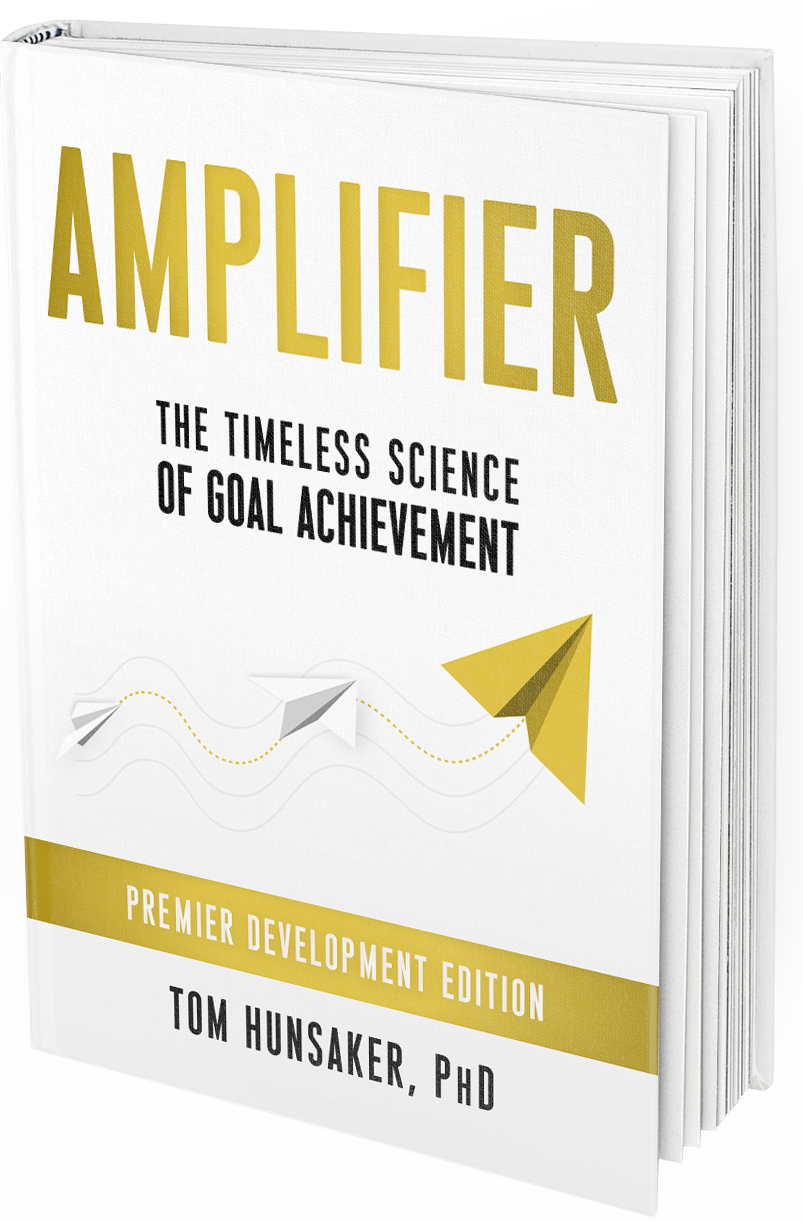 AMPLIFIER
THE TIMELESS SCIENCE
OF GOAL ACHIEVEMENT
PREMIER DEVELOPMENT EDITION
TOM HUNSAKER, PHD